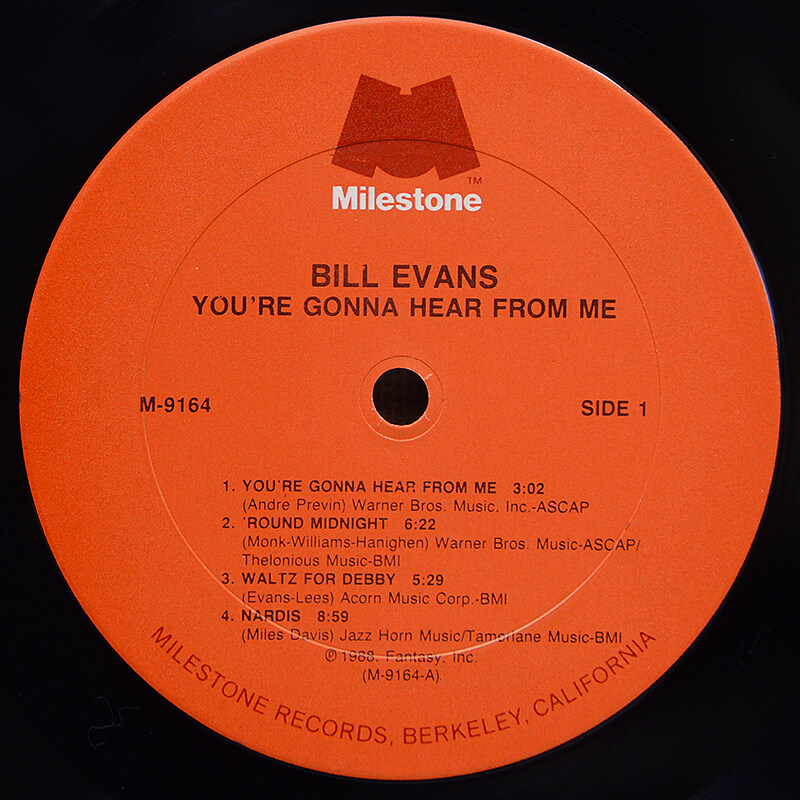 TM
Milestone
BILL EVANS
YOU'RE GONNA HEAR FROM ME
M-9164
SIDE 1
1. YOU'RE GONNA HEAR FROM ME 3:02
(Andre Previn) Warner Bros. Music, Inc.-ASCAP
2. 'ROUND MIDNIGHT 6:22
(Monk-Williams-Hanighen) Warner Bros. Music-ASCAP/
Thelonious Music-BMI
3. WALTZ FOR DEBBY 5:29
(Evans-Lees) Acorn Music Corp.-BMI
4. NARDIS 8:59
(Miles Davis) Jazz Horn Music/Tamerlane Music-BMI
℗ 1988, Fantasy, Inc.
(M-9164-A)
MILESTONE RECORDS, BERKELEY, CALIFORNIA